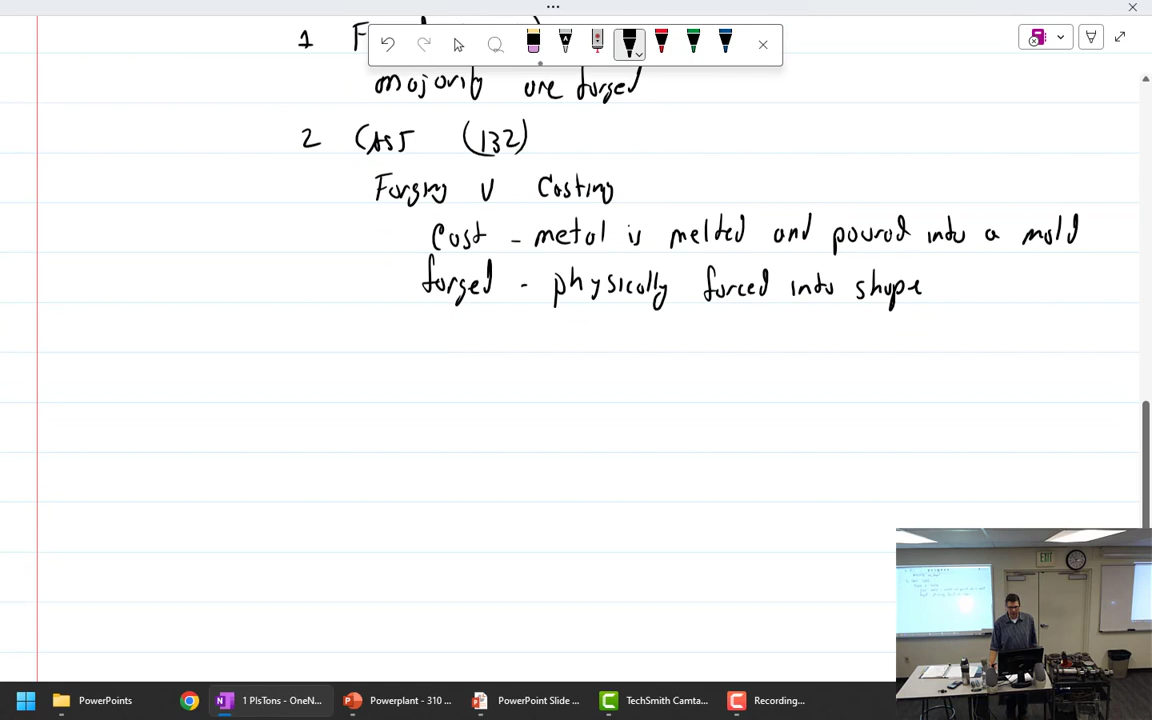 1 F
majority are forged
2 CAST (132)
Forging v Casting
Cast - metal is melted and poured into a mold
forged - physically forced into shape
PowerPoints
1 PIsTons - OneN...
Powerplant - 310 ...
PowerPoint Slide ...
TechSmith Camta...
Recording...
EXIT